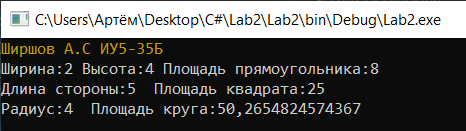 C:\Users\Артём\Desktop\C#\Lab2\Lab2\bin\Debug\Lab2.exe
Ширшов А.С ИУ5-35Б
Ширина:2 Высота:4 Площадь прямоугольника:8
Длина стороны:5  Площадь квадрата:25
Радиус:4  Площадь круга:50,2654824574367